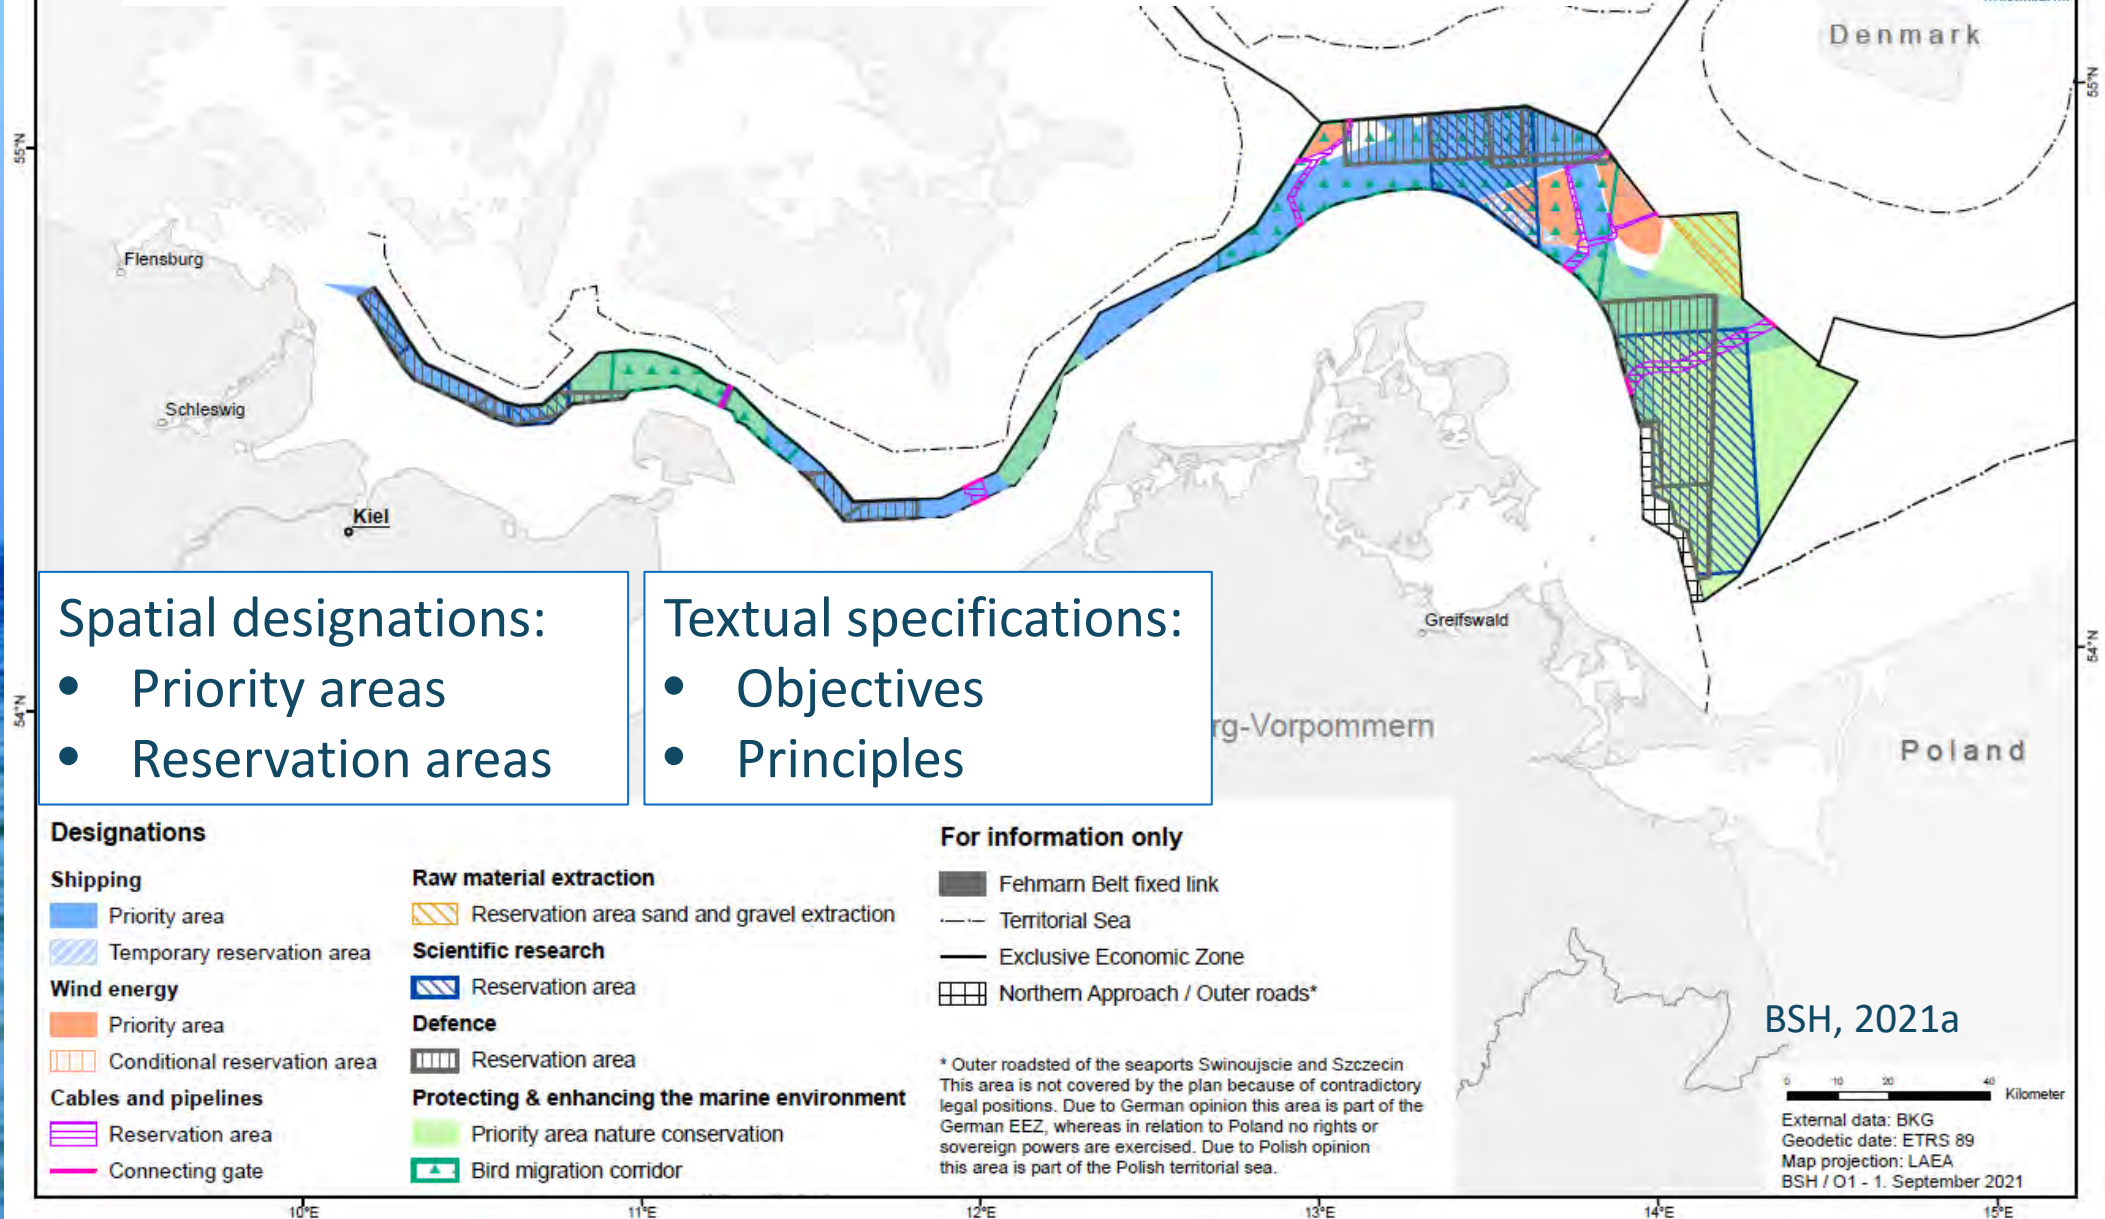 Denmark
55°N
55°N
Flensburg
Schleswig
Kiel
Greifswald
54°N
54°N
Spatial designations:
• Priority areas
• Reservation areas
Textual specifications:
• Objectives
• Principles
rg-Vorpommern
Poland
Designations
Shipping
Priority area
Temporary reservation area
Wind energy
Priority area
Conditional reservation area
Cables and pipelines
Reservation area
Connecting gate
Raw material extraction
Reservation area sand and gravel extraction
Scientific research
Reservation area
Defence
Reservation area
Protecting & enhancing the marine environment
Priority area nature conservation
Bird migration corridor
For information only
Fehmarn Belt fixed link
Territorial Sea
Exclusive Economic Zone
Northern Approach / Outer roads*
* Outer roadsted of the seaports Swinoujscie and Szczecin
This area is not covered by the plan because of contradictory
legal positions. Due to German opinion this area is part of the
German EEZ, whereas in relation to Poland no rights or
sovereign powers are exercised. Due to Polish opinion
this area is part of the Polish territorial sea.
BSH, 2021a
0 10 20 40
Kilometer
External data: BKG
Geodetic date: ETRS 89
Map projection: LAEA
BSH / O1 - 1. September 2021
10°E 11°E 12°E 13°E 14°E 15°E